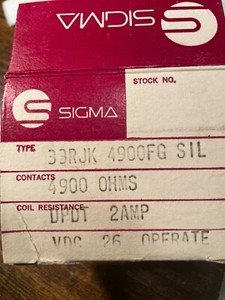 SIGMA
STOCK NO.
SIGMA
TYPE 33RJK 4900FG SIL
CONTACTS
4900 OHMS
COIL RESISTANCE
DPDT 2AMP
VDC 26 OPERATE